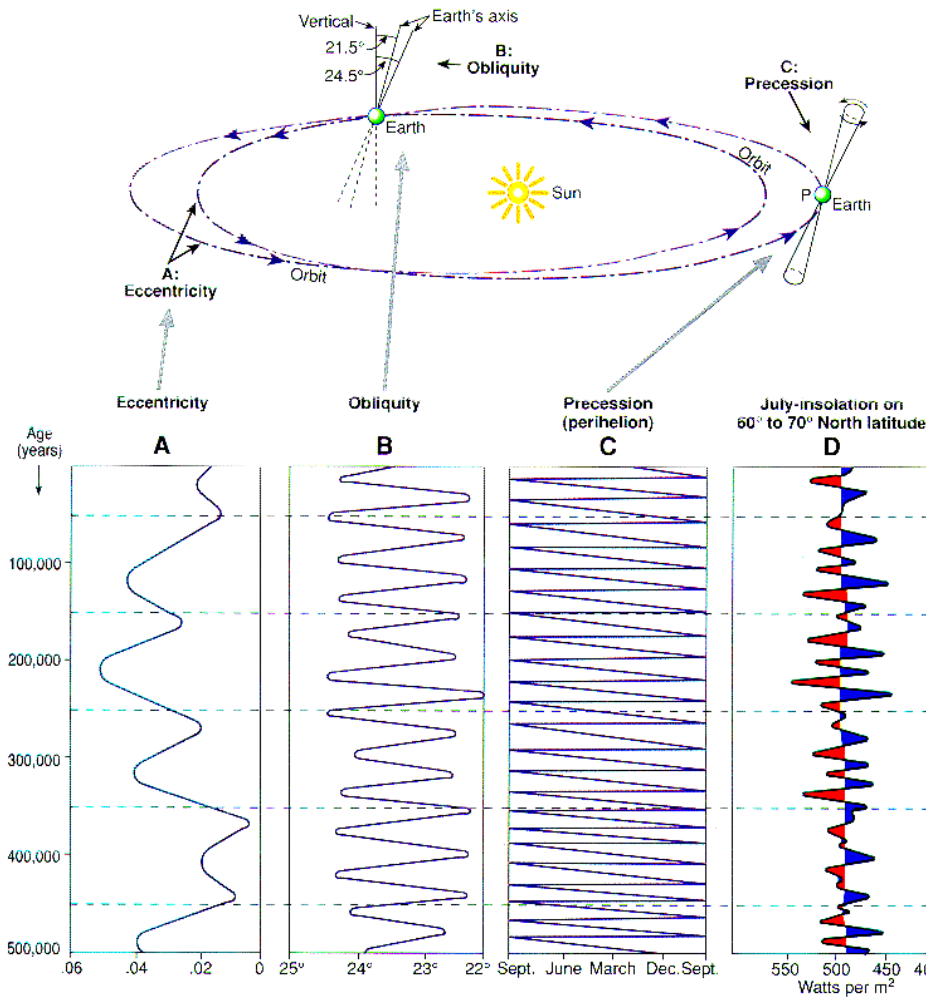 Vertical
Earth's axis
21.5°
24.5°
B:
Obliquity
C:
Precession
Earth
Orbit
Sun
P
Earth
A:
Eccentricity
Orbit
Eccentricity
Obliquity
Precession
(perihelion)
July-insolation on
60° to 70° North latitude
Age
(years)
A
B
C
D
100,000
200,000
300,000
400,000
500,000
.06 .04 .02 0
25° 24° 23° 22°
Sept. June March Dec. Sept.
550 500 450 40
Watts per m²